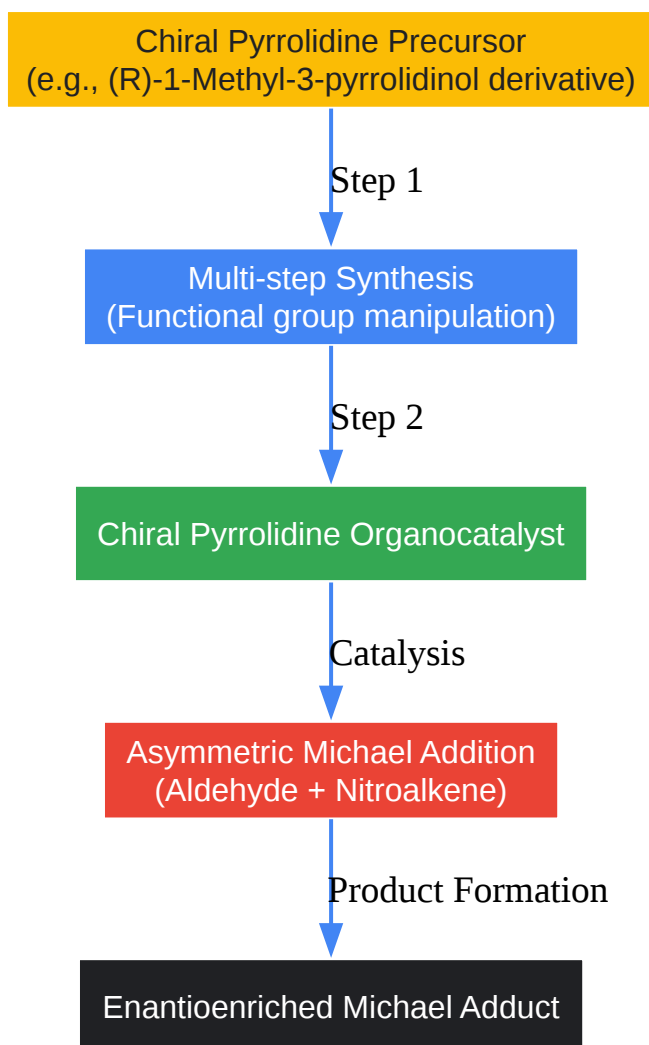 Chiral Pyrrolidine Precursor
(e.g., (R)-1-Methyl-3-pyrrolidinol derivative)
Step 1
Multi-step Synthesis
(Functional group manipulation)
Step 2
Chiral Pyrrolidine Organocatalyst
Catalysis
Asymmetric Michael Addition
(Aldehyde + Nitroalkene)
Product Formation
Enantioenriched Michael Adduct